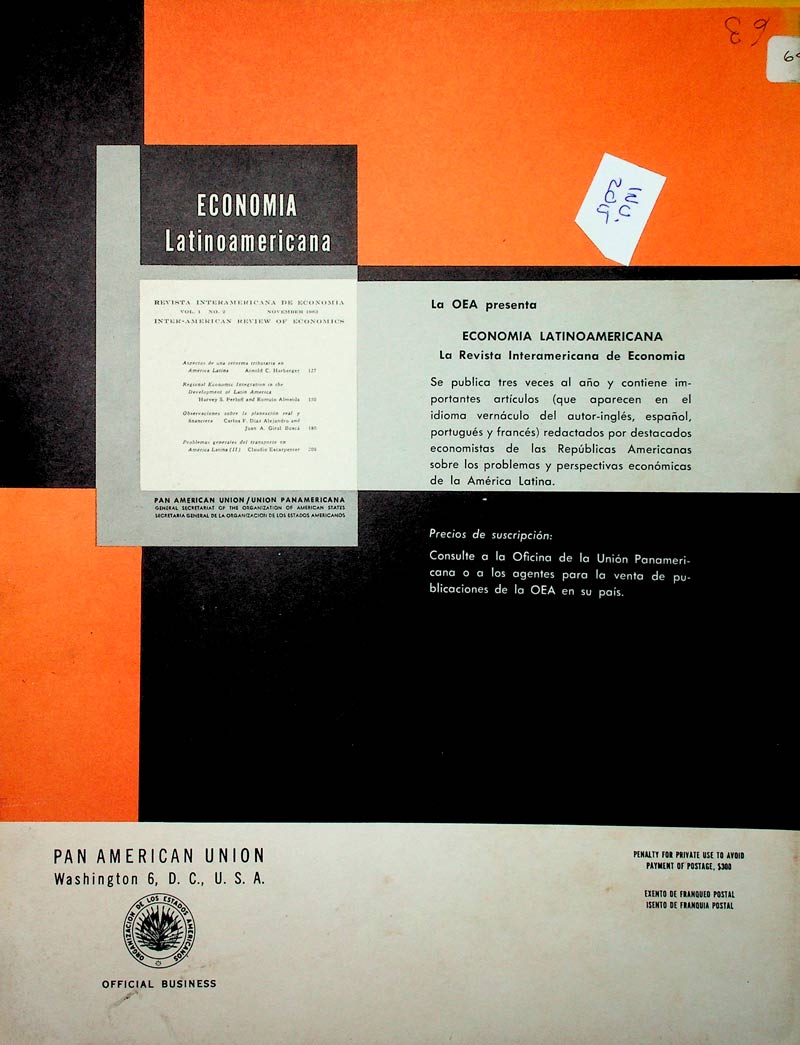 ECONOMIA
Latinoamericana
REVISTA INTERAMERICANA DE ECONOMIA
VOL. 1 NO. 2 NOVEMBER 1963
INTER-AMERICAN REVIEW OF ECONOMICS
Aspectos de una reforma tributaria en
América Latina Arnold C. Harberger 127
Regional Economic Integration in the
Development of Latin America
Harvey S. Perloff and Romulo Almeida 150
Observaciones sobre la planeación real y
financiera Carlos F. Díaz Alejandro and
Juan A. Giral Boscá 180
Problemas generales del transporte en
América Latina (II) Claudio Escarpenter 204
PAN AMERICAN UNION/UNION PANAMERICANA
GENERAL SECRETARIAT OF THE ORGANIZATION OF AMERICAN STATES
SECRETARIA GENERAL DE LA ORGANIZACION DE LOS ESTADOS AMERICANOS
La OEA presenta
ECONOMIA LATINOAMERICANA
La Revista Interamericana de Economia
Se publica tres veces al año y contiene im-
portantes artículos (que aparecen en el
idioma vernáculo del autor-inglés, español,
portugués y francés) redactados por destacados
economistas de las Repúblicas Americanas
sobre los problemas y perspectivas económicas
de la América Latina.
Precios de suscripción:
Consulte a la Oficina de la Unión Panameri-
cana o a los agentes para la venta de pu-
blicaciones de la OEA en su país.
PAN AMERICAN UNION
Washington 6, D. C., U. S. A.
ORGANIZACION DE LOS ESTADOS AMERICANOS
OFFICIAL BUSINESS
PENALTY FOR PRIVATE USE TO AVOID
PAYMENT OF POSTAGE, $300
EXENTO DE FRANQUEO POSTAL
ISENTO DE FRANQUIA POSTAL